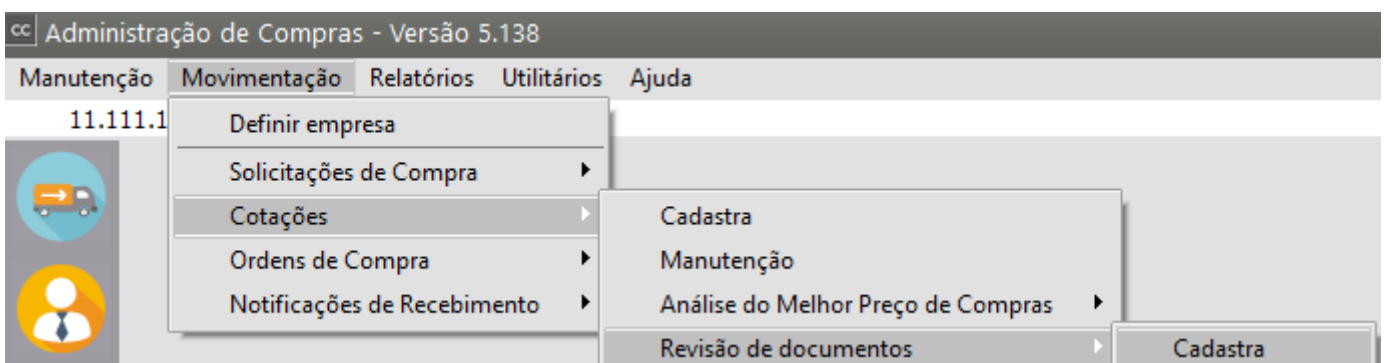 cc Administração de Compras - Versão 5.138
Manutenção Movimentação Relatórios Utilitários Ajuda
11.111.1
Definir empresa
Solicitações de Compra
Cotações
Ordens de Compra
Notificações de Recebimento
Cadastra
Manutenção
Análise do Melhor Preço de Compras
Revisão de documentos
Cadastra